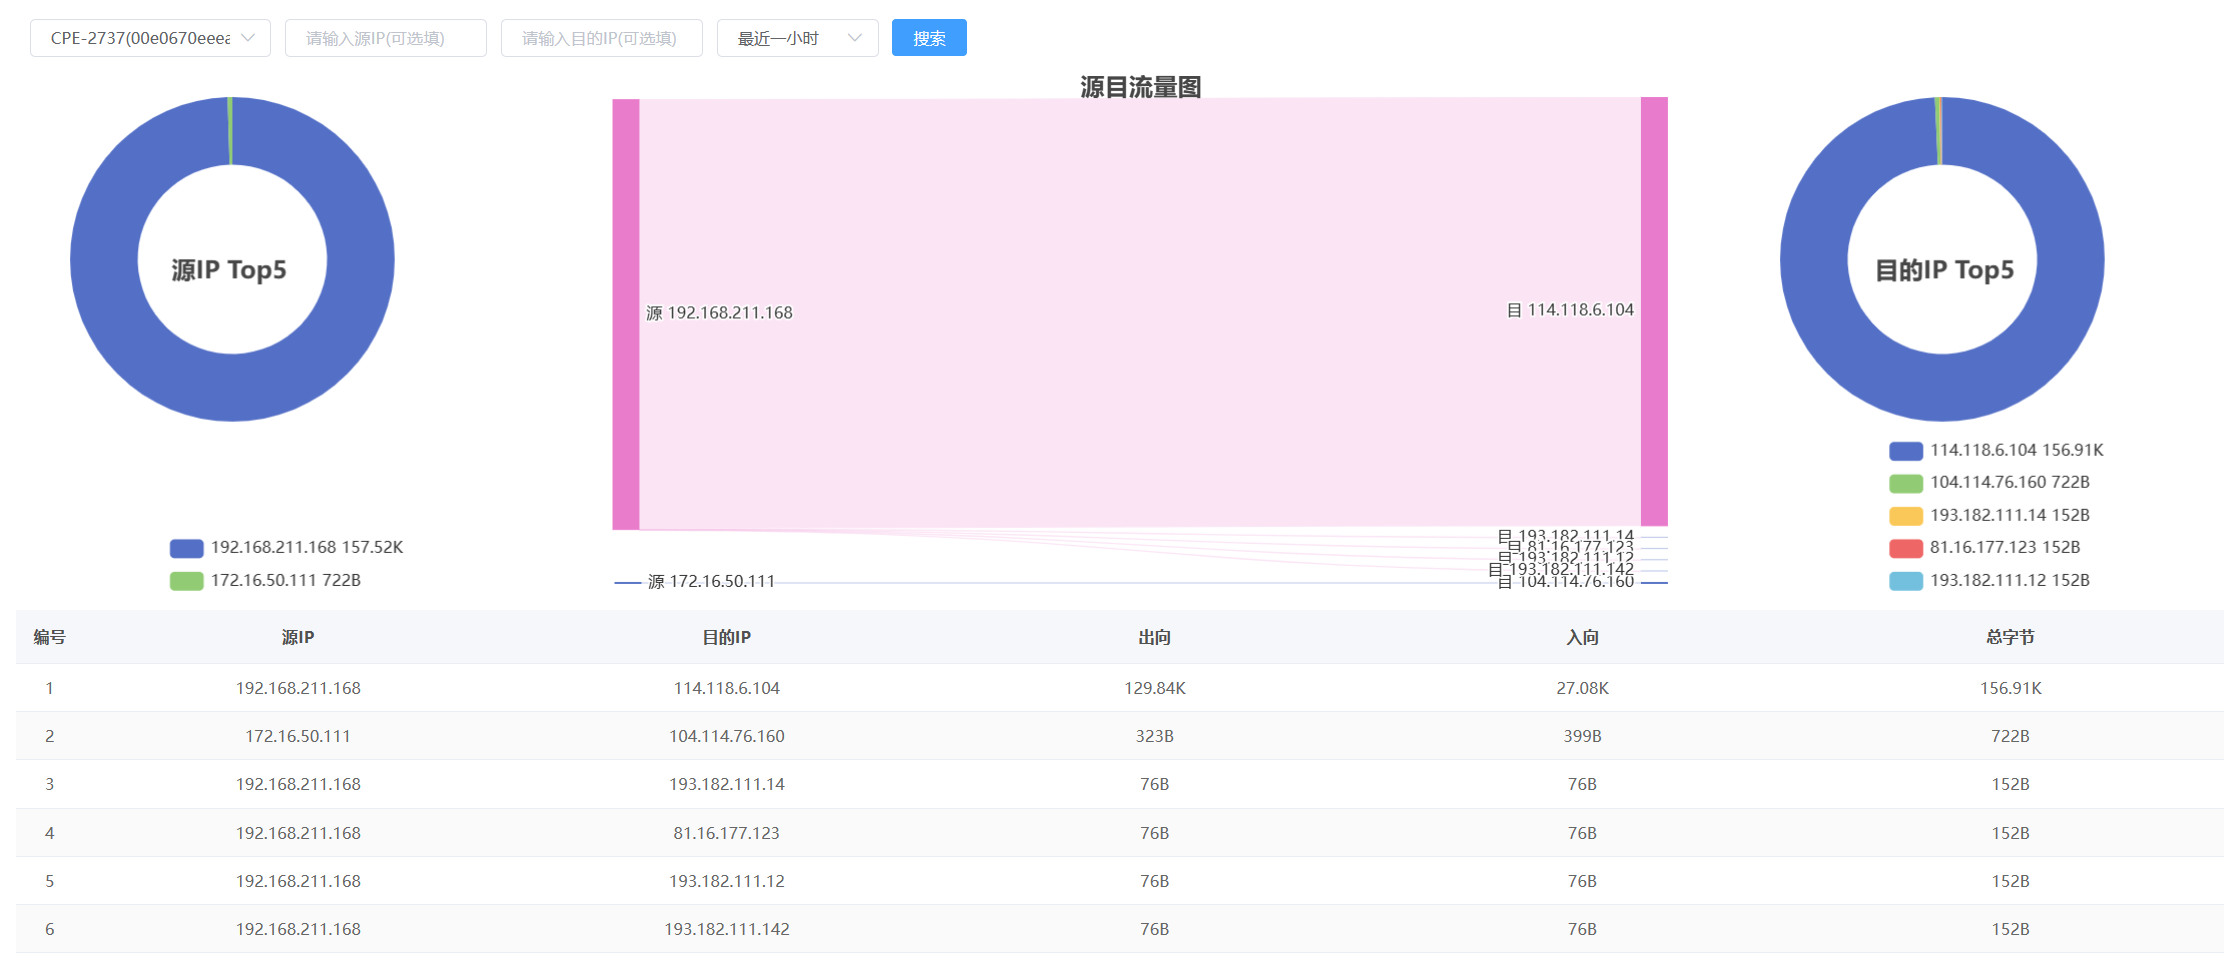 CPE-2737(00e0670eeea 请输入源IP(可选填) 请输入目的IP(可选填) 最近一小时 搜索
源目流量图
源IP Top5
源 192.168.211.168
目 114.118.6.104
目的IP Top5
192.168.211.168 157.52K
172.16.50.111 722B
源 172.16.50.111
目 193.182.111.14
目 81.16.177.123
目 193.182.111.12
目 193.182.111.142
目 104.114.76.160
114.118.6.104 156.91K
104.114.76.160 722B
193.182.111.14 152B
81.16.177.123 152B
193.182.111.12 152B
编号 源IP 目的IP 出向 入向 总字节
1 192.168.211.168 114.118.6.104 129.84K 27.08K 156.91K
2 172.16.50.111 104.114.76.160 323B 399B 722B
3 192.168.211.168 193.182.111.14 76B 76B 152B
4 192.168.211.168 81.16.177.123 76B 76B 152B
5 192.168.211.168 193.182.111.12 76B 76B 152B
6 192.168.211.168 193.182.111.142 76B 76B 152B